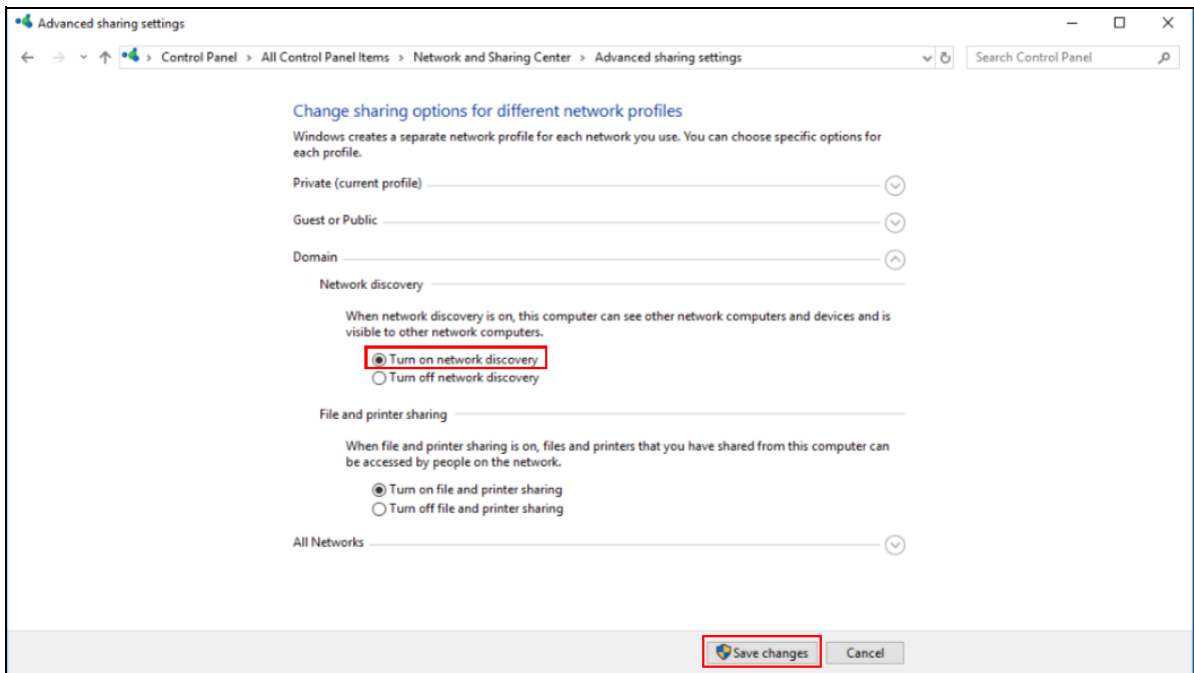 Advanced sharing settings
Control Panel > All Control Panel Items > Network and Sharing Center > Advanced sharing settings
Search Control Panel
Change sharing options for different network profiles
Windows creates a separate network profile for each network you use. You can choose specific options for
each profile.
Private (current profile)
Guest or Public
Domain
Network discovery
When network discovery is on, this computer can see other network computers and devices and is
visible to other network computers.
Turn on network discovery
Turn off network discovery
File and printer sharing
When file and printer sharing is on, files and printers that you have shared from this computer can
be accessed by people on the network.
Turn on file and printer sharing
Turn off file and printer sharing
All Networks
Save changes
Cancel